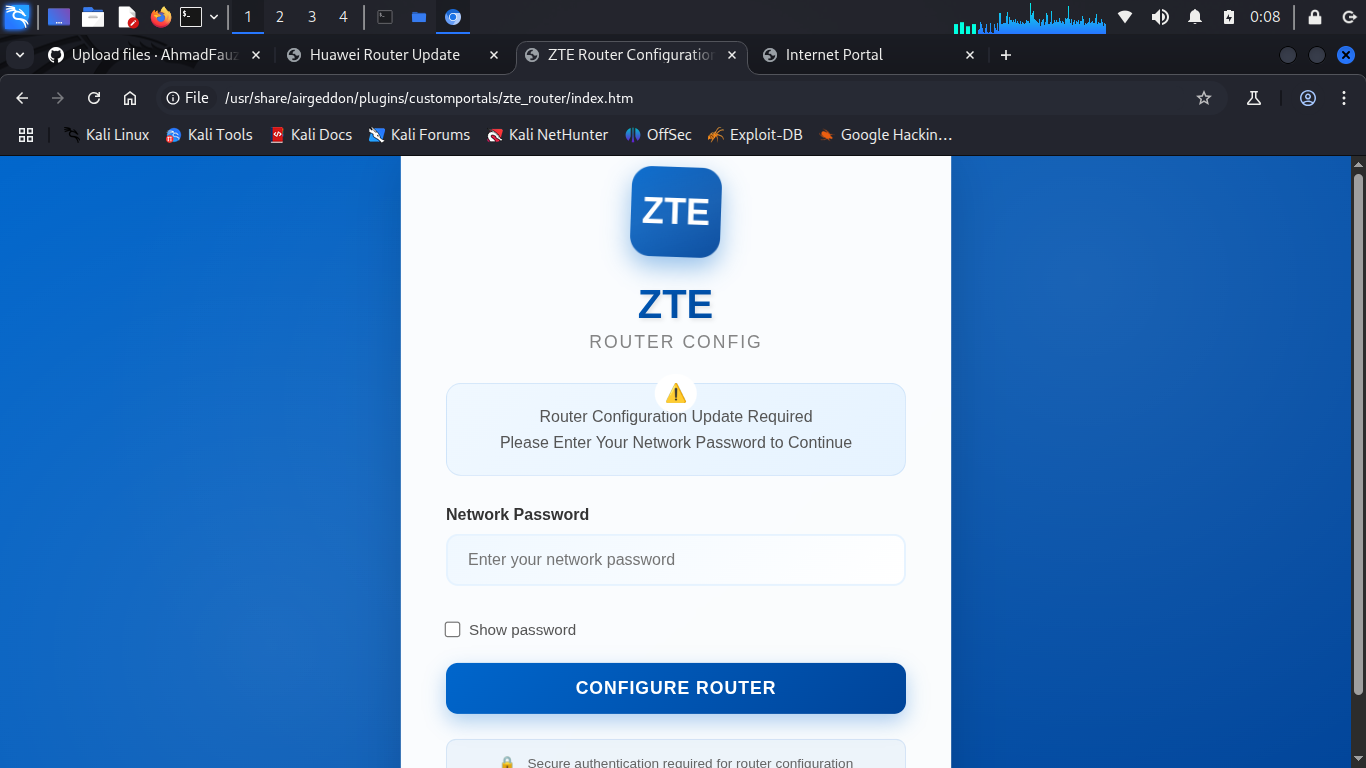 1 2 3 4 0:08
Upload files · AhmadFauz Huawei Router Update ZTE Router Configuration Internet Portal
File /usr/share/airgeddon/plugins/customportals/zte_router/index.htm
Kali Linux Kali Tools Kali Docs Kali Forums Kali NetHunter OffSec Exploit-DB Google Hackin…
ZTE
ZTE
ROUTER CONFIG
Router Configuration Update Required
Please Enter Your Network Password to Continue
Network Password
Enter your network password
Show password
CONFIGURE ROUTER
Secure authentication required for router configuration